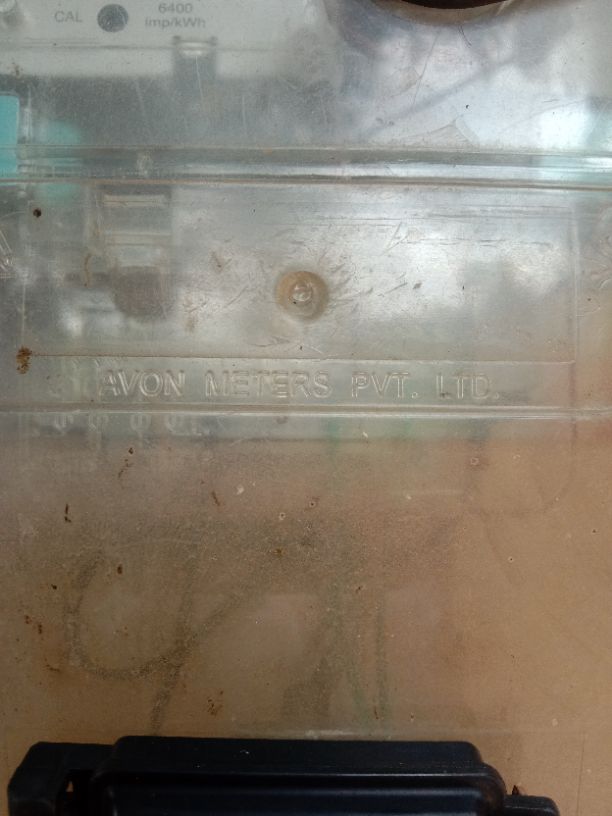 CAL 6400
imp/kWh
AVON METERS PVT. LTD.